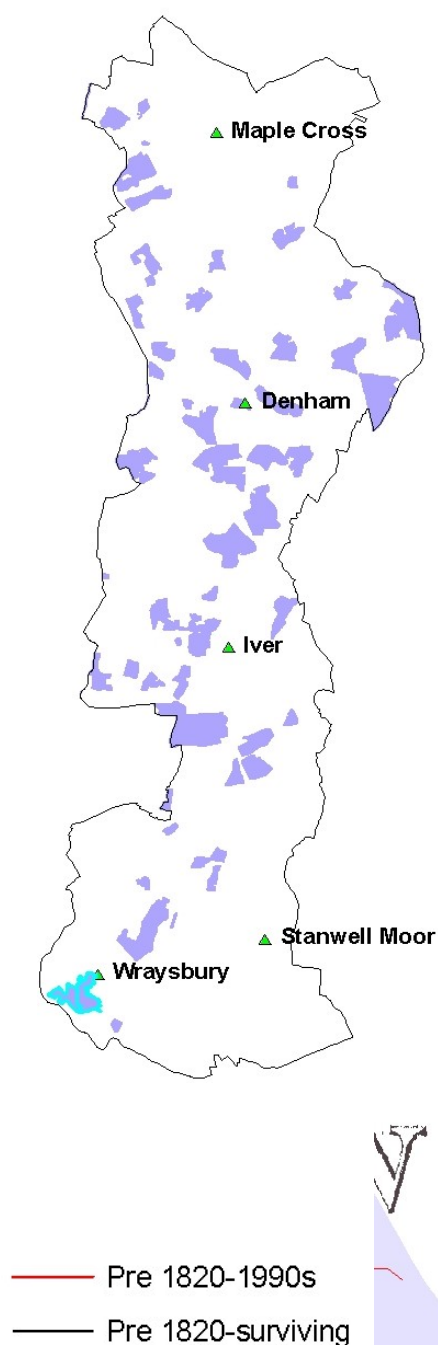 Maple Cross
Denham
Iver
Stanwell Moor
Wraysbury
Pre 1820-1990s
Pre 1820-surviving